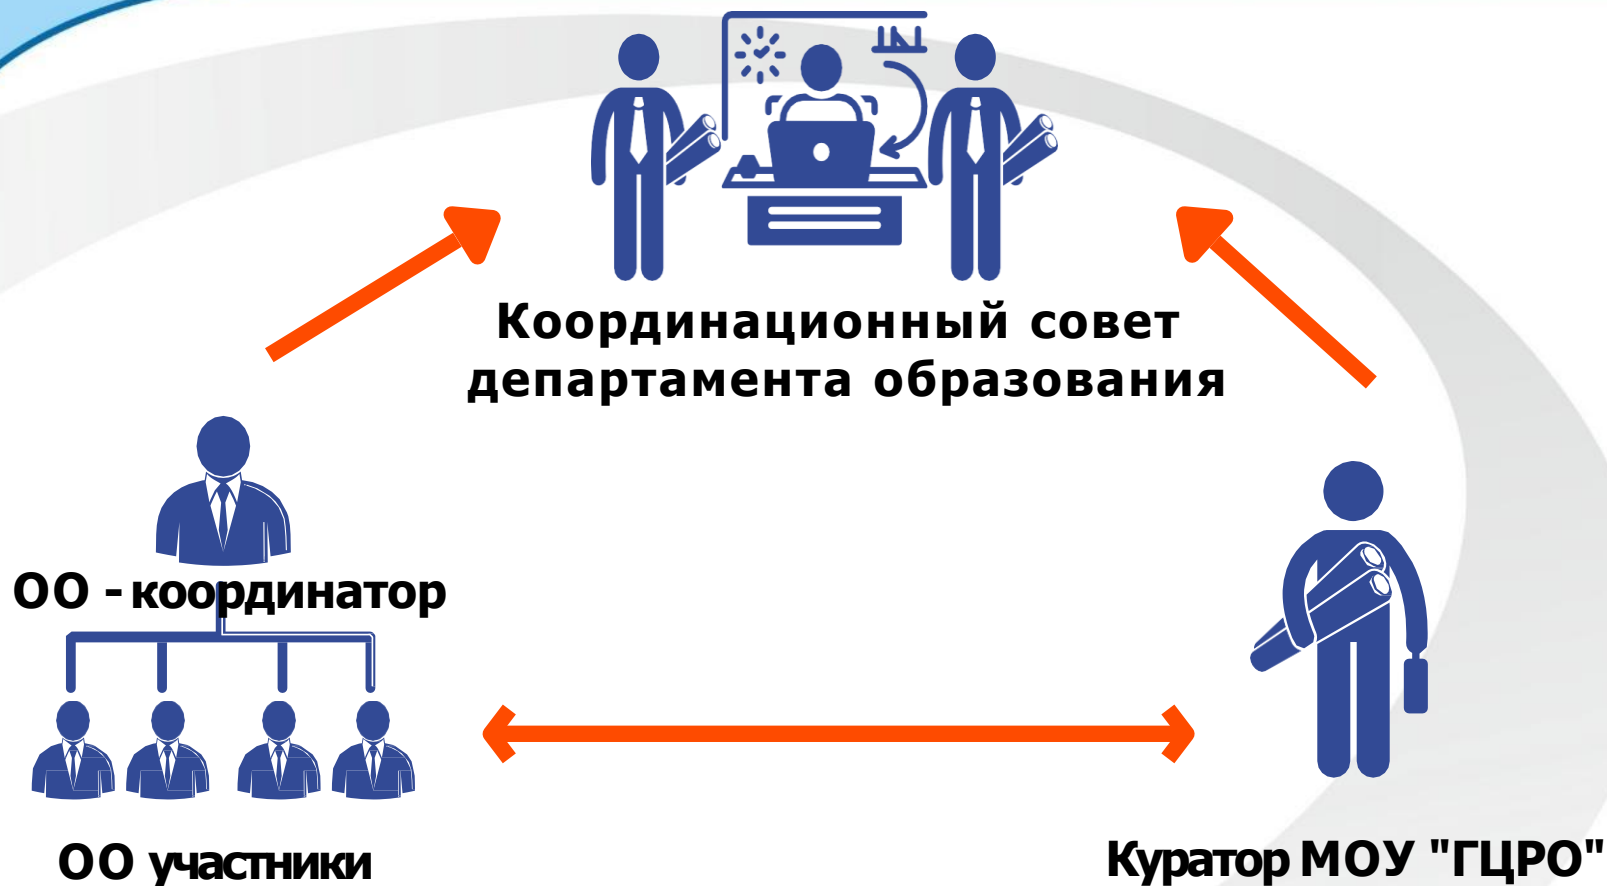 Координационный совет
департамента образования
ОО - координатор
ОО участники
Куратор МОУ "ГЦРО"